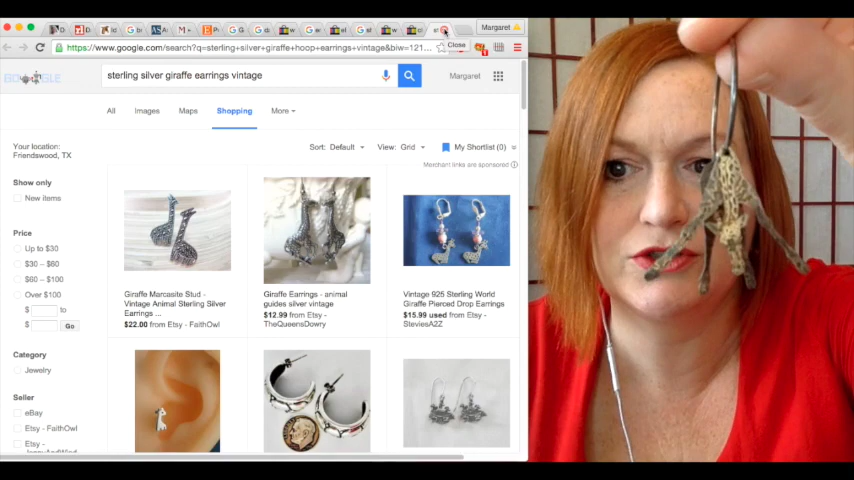 Margaret
https://www.google.com/search?q=sterling+silver+giraffe+hoop+earrings+vintage&biw=121...
Close
sterling silver giraffe earrings vintage
Margaret
All Images Maps Shopping More
Your location:
Friendswood, TX
Sort: Default View: Grid My Shortlist (0)
Merchant links are sponsored
Show only
New items
Price
Up to $30
$30 – $60
$60 – $100
Over $100
$ to
$ Go
Category
Jewelry
Seller
eBay
Etsy - FaithOwl
Etsy -
Giraffe Marcasite Stud -
Vintage Animal Sterling Silver
Earrings ...
$22.00 from Etsy - FaithOwl
Giraffe Earrings - animal
guides silver vintage
$12.99 from Etsy -
TheQueensDowry
Vintage 925 Sterling World
Giraffe Pierced Drop Earrings
$15.99 used from Etsy -
SteviesA2Z